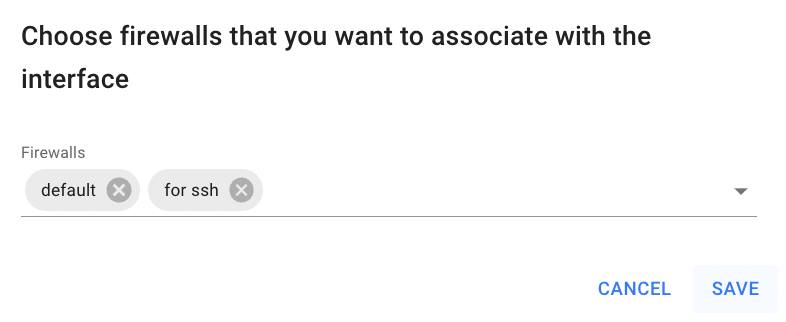 Choose firewalls that you want to associate with the
interface
Firewalls
default for ssh
CANCEL SAVE